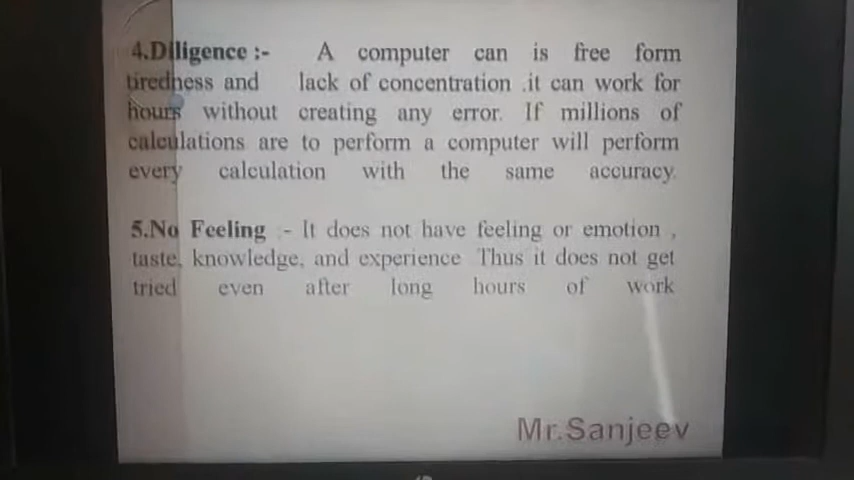 4.Diligence :- A computer can is free form
tiredness and lack of concentration .it can work for
hours without creating any error. If millions of
calculations are to perform a computer will perform
every calculation with the same accuracy.
5.No Feeling :- It does not have feeling or emotion ,
taste, knowledge, and experience Thus it does not get
tried even after long hours of work
Mr.Sanjeev